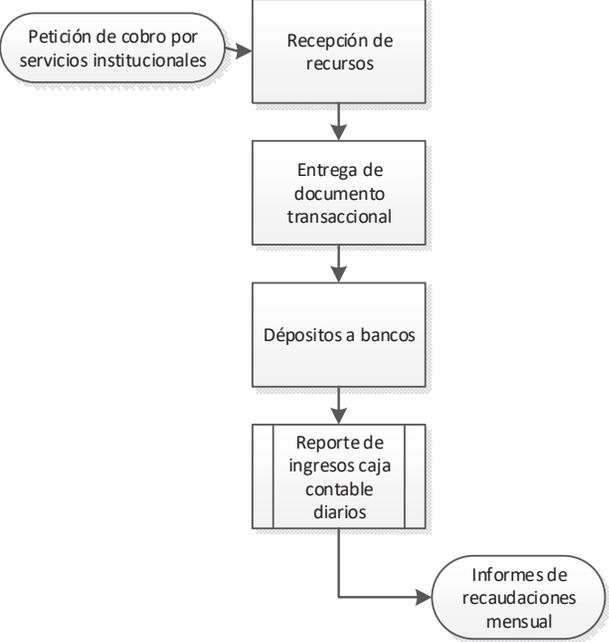 Petición de cobro por
servicios institucionales
Recepción de
recursos
Entrega de
documento
transaccional
Dépositos a bancos
Reporte de
ingresos caja
contable
diarios
Informes de
recaudaciones
mensual